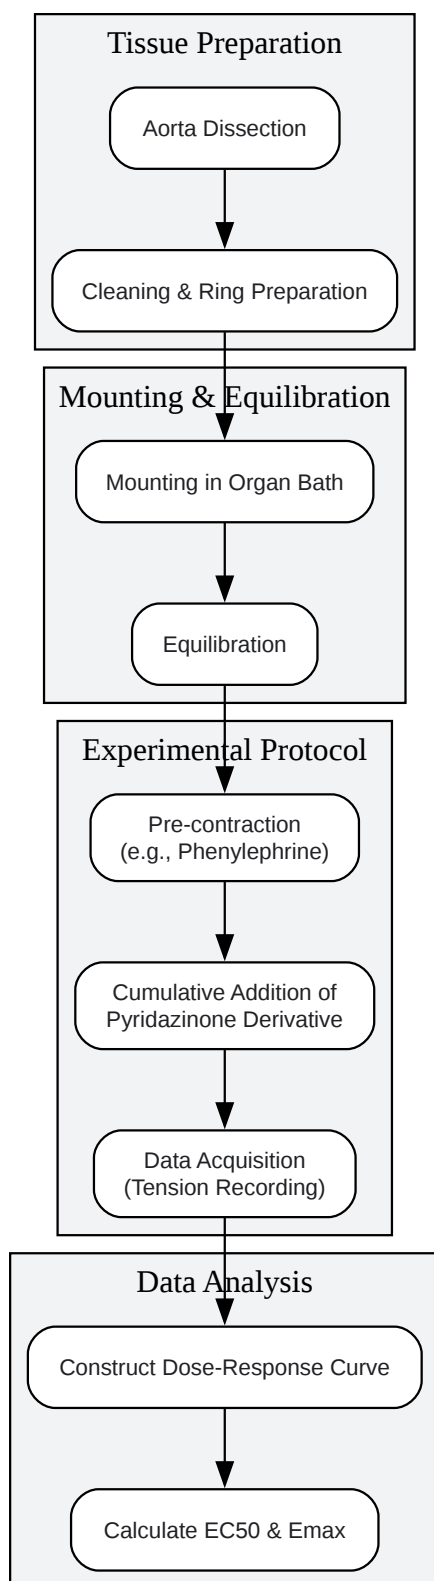 Tissue Preparation
Aorta Dissection
Cleaning & Ring Preparation
Mounting & Equilibration
Mounting in Organ Bath
Equilibration
Experimental Protocol
Pre-contraction
(e.g., Phenylephrine)
Cumulative Addition of
Pyridazinone Derivative
Data Acquisition
(Tension Recording)
Data Analysis
Construct Dose-Response Curve
Calculate EC50 & Emax